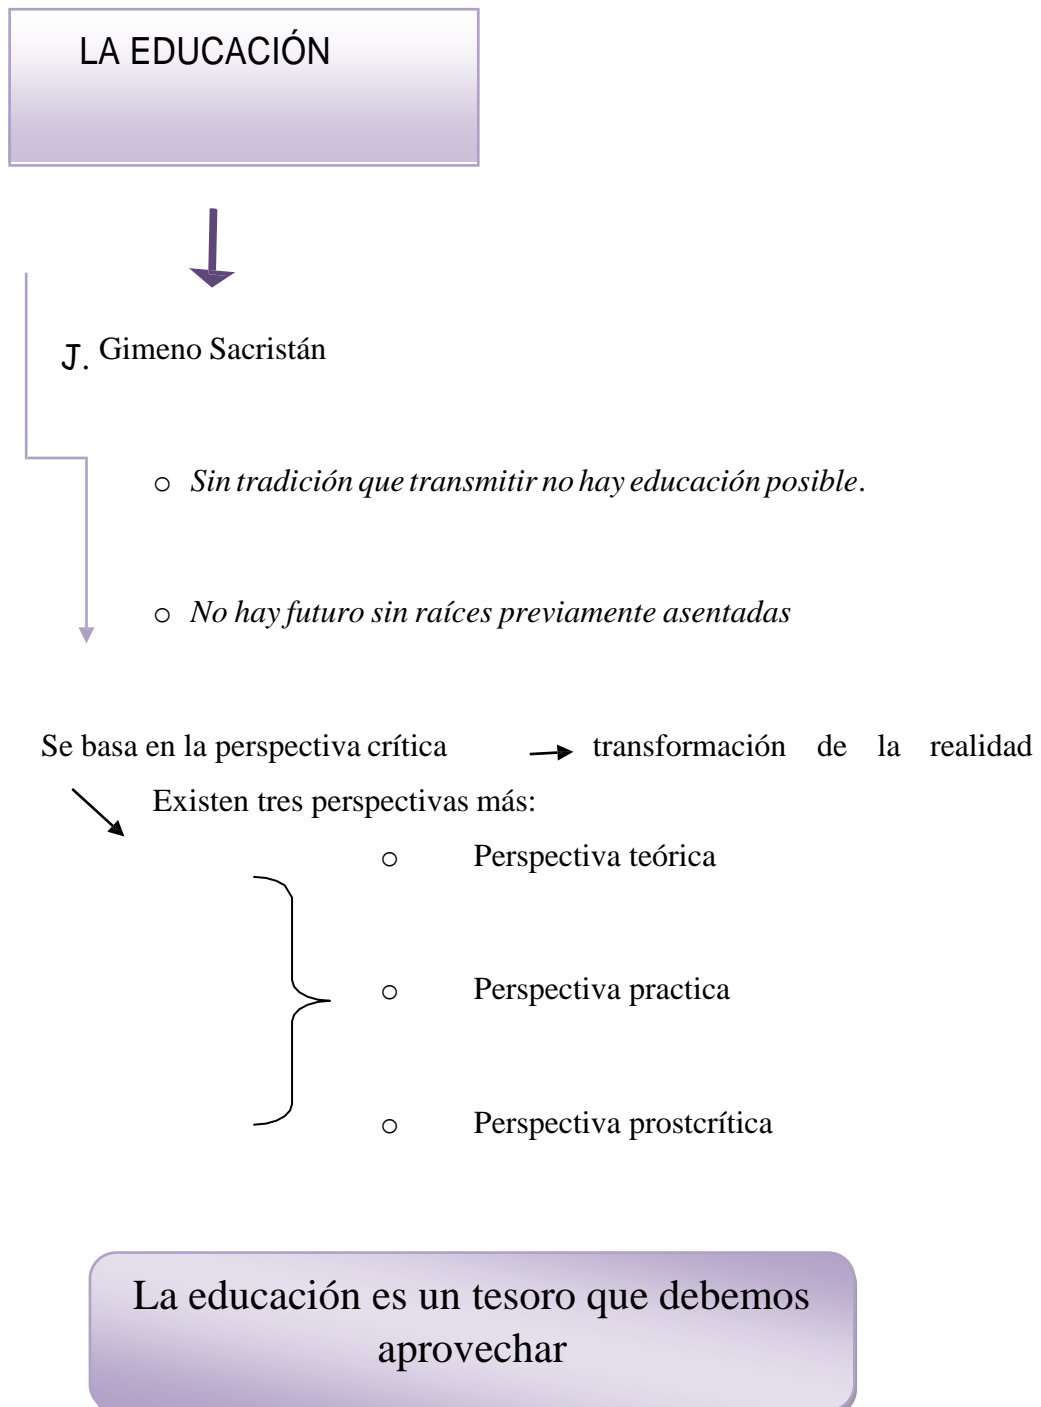 LA EDUCACIÓN
J. Gimeno Sacristán
o Sin tradición que transmitir no hay educación posible.
o No hay futuro sin raíces previamente asentadas
Se basa en la perspectiva crítica transformación de la realidad
Existen tres perspectivas más:
o Perspectiva teórica
o Perspectiva practica
o Perspectiva prostcrítica
La educación es un tesoro que debemos
aprovechar